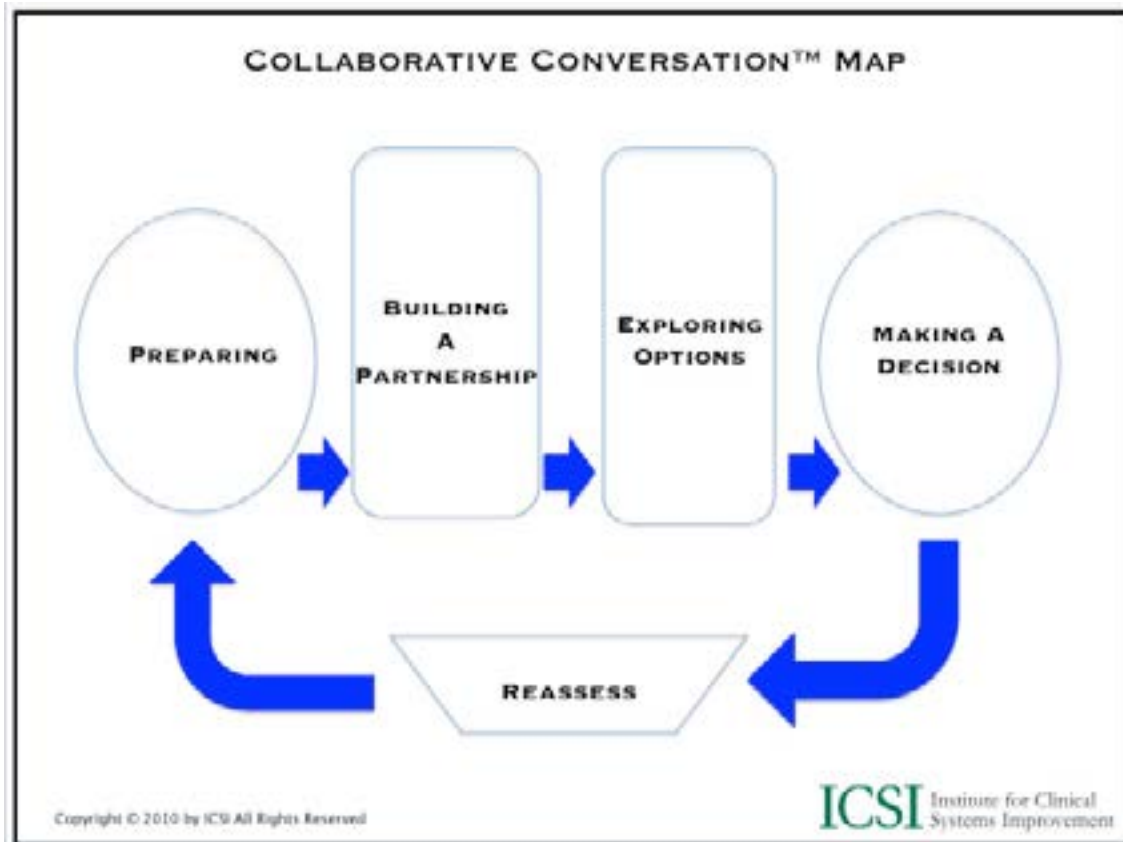 COLLABORATIVE CONVERSATION™ MAP
PREPARING
BUILDING
A
PARTNERSHIP
EXPLORING
OPTIONS
MAKING A
DECISION
REASSESS
Copyright © 2010 by ICSI All Rights Reserved
ICSI Institute for Clinical
Systems Improvement